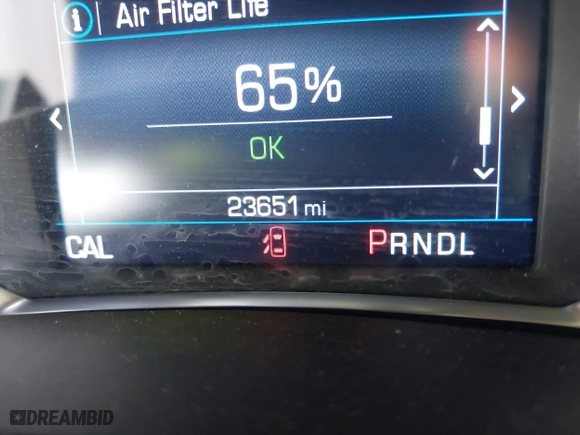 i Air Filter Life
65%
OK
23651 mi
CAL PRNDL
DREAMBID